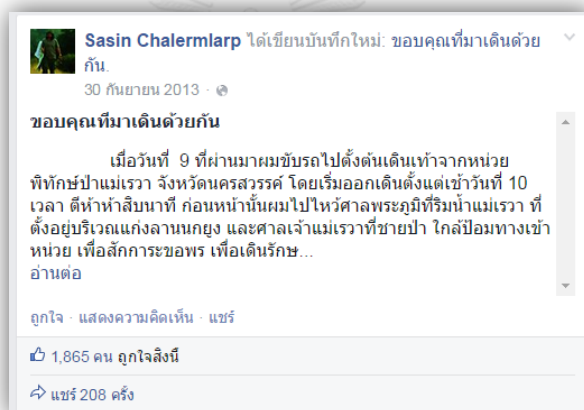 Sasin Chalermlarp ได้เขียนบันทึกใหม่: ขอบคุณที่มาเดินด้วย
กัน.
30 กันยายน 2013 ·
ขอบคุณที่มาเดินด้วยกัน
เมื่อวันที่ 9 ที่ผ่านมาผมขับรถไปตั้งต้นเดินเท้าจากหน่วย
พิทักษ์ป่าแม่เรวา จังหวัดนครสวรรค์ โดยเริ่มออกเดินตั้งแต่เช้าวันที่ 10
เวลา ตีห้าห้าสิบนาที ก่อนหน้านั้นผมไปไหว้ศาลพระภูมิที่ริมน้ำแม่เรวา ที่
ตั้งอยู่บริเวณแก่งลานนกยูง และศาลเจ้าแม่เรวาที่ชายป่า ใกล้ป้อมทางเข้า
หน่วย เพื่อสักการะขอพร เพื่อเดินรักษ...
อ่านต่อ
ถูกใจ · แสดงความคิดเห็น · แชร์
1,865 คน ถูกใจสิ่งนี้
แชร์ 208 ครั้ง